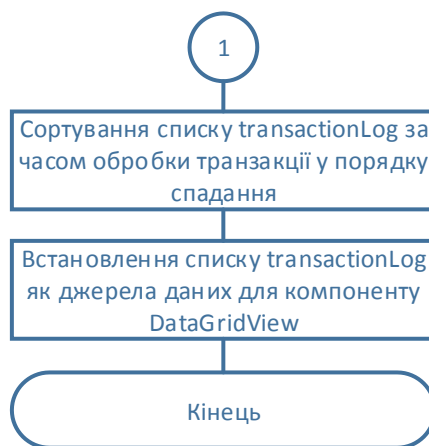 1
Сортування списку transactionLog за
часом обробки транзакції у порядку
спадання
Встановлення списку transactionLog
як джерела даних для компоненту
DataGridView
Кінець